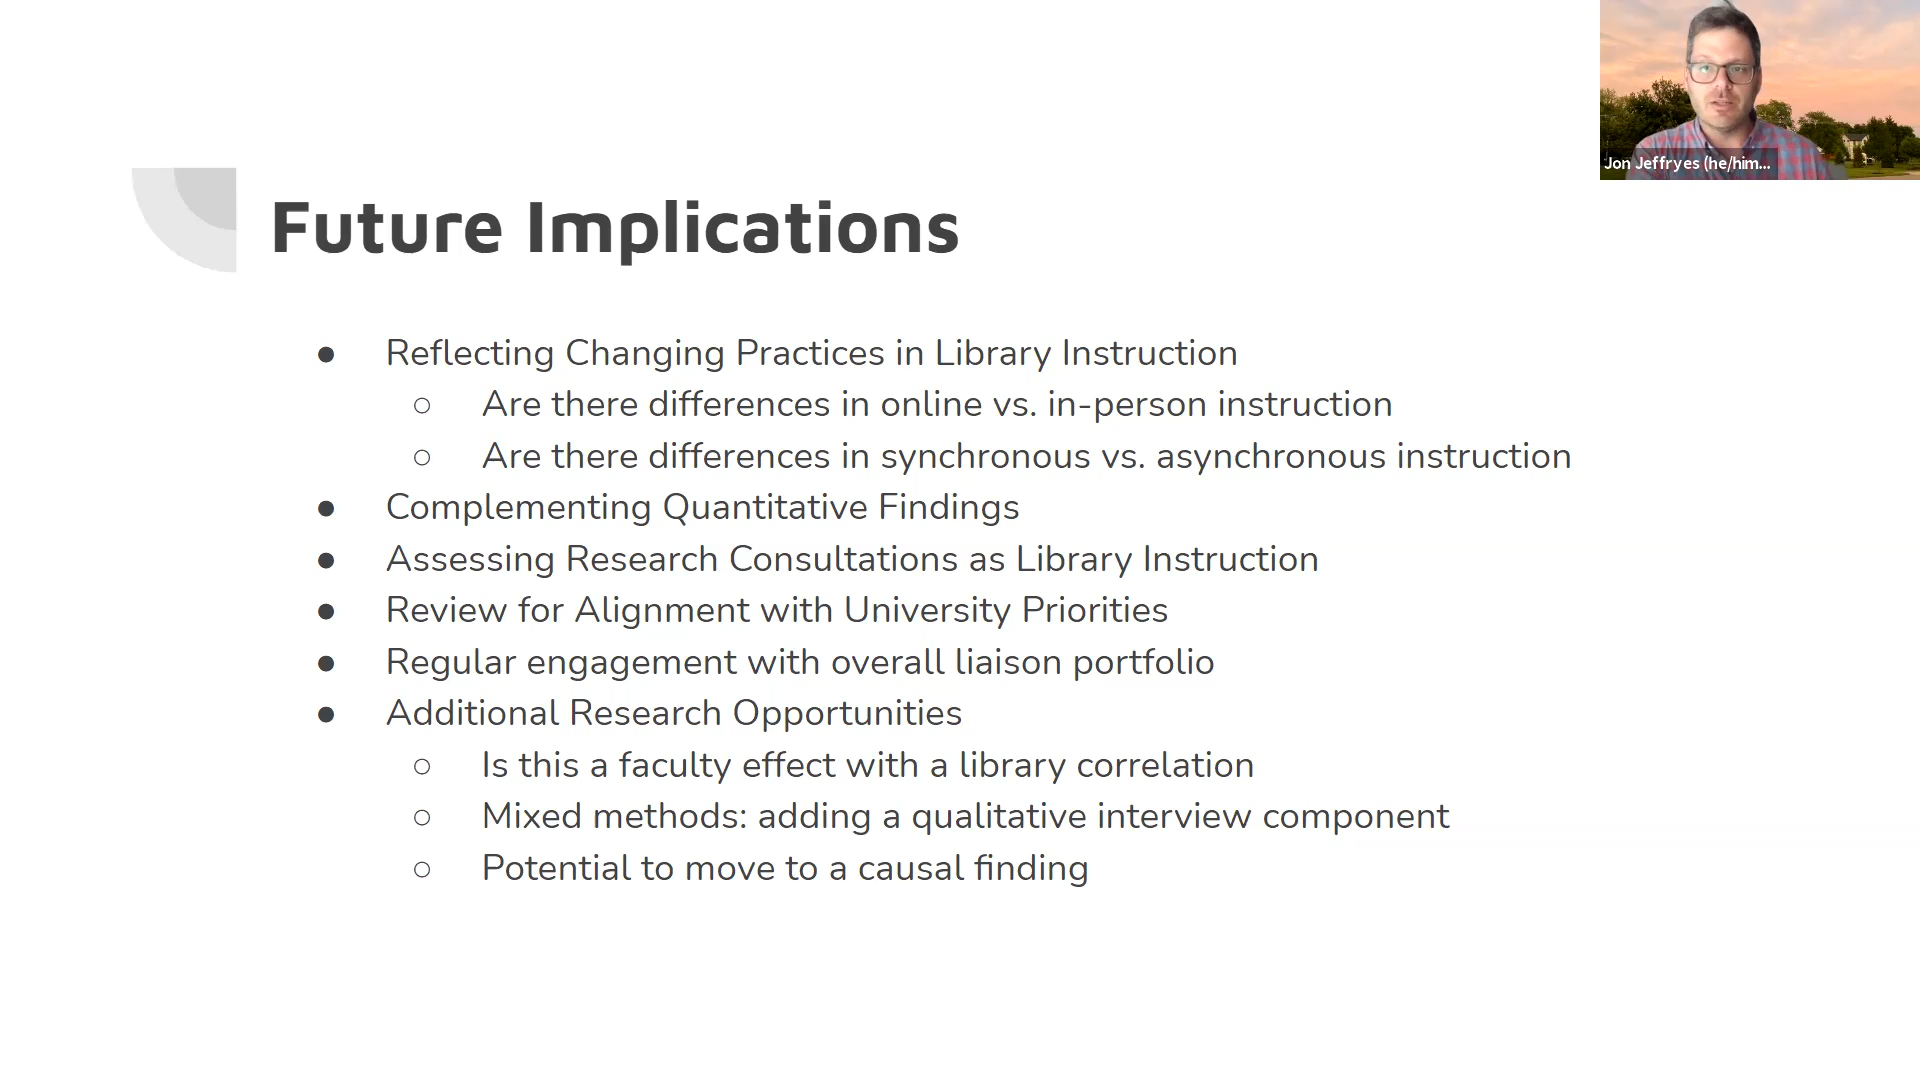 Jon Jeffryes (he/him...
Future Implications
● Reflecting Changing Practices in Library Instruction
○ Are there differences in online vs. in-person instruction
○ Are there differences in synchronous vs. asynchronous instruction
● Complementing Quantitative Findings
● Assessing Research Consultations as Library Instruction
● Review for Alignment with University Priorities
● Regular engagement with overall liaison portfolio
● Additional Research Opportunities
○ Is this a faculty effect with a library correlation
○ Mixed methods: adding a qualitative interview component
○ Potential to move to a causal finding